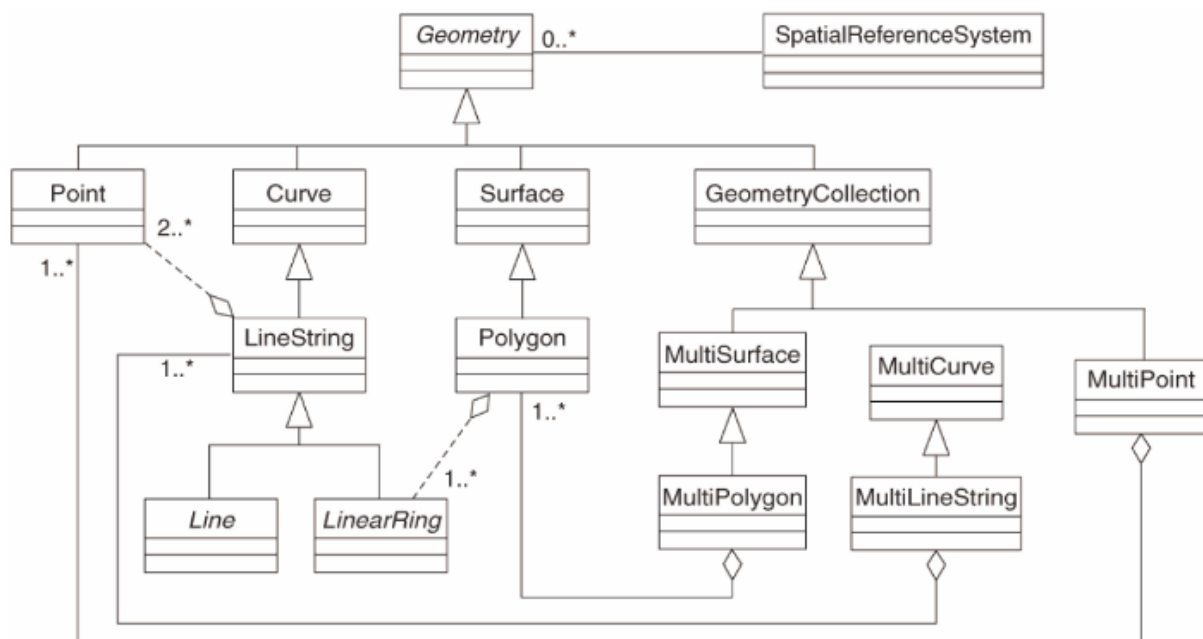 Geometry
0..*
SpatialReferenceSystem
Point
Curve
Surface
GeometryCollection
2..*
1..*
LineString
Polygon
MultiSurface
MultiCurve
MultiPoint
1..*
1..*
1..*
Line
LinearRing
MultiPolygon
MultiLineString